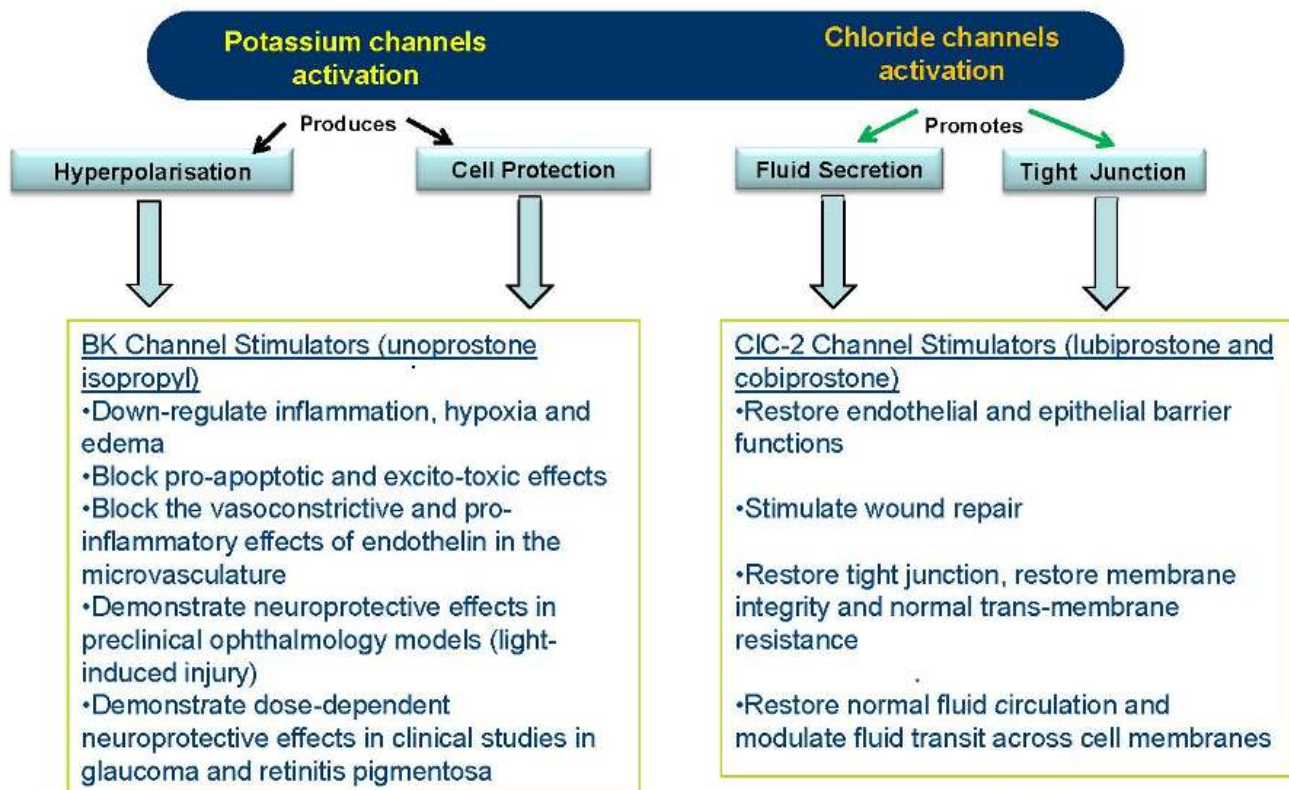 Potassium channels
activation
Chloride channels
activation
Produces
Promotes
Hyperpolarisation
Cell Protection
Fluid Secretion
Tight Junction
BK Channel Stimulators (unoprostone
isopropyl)
•Down-regulate inflammation, hypoxia and
edema
•Block pro-apoptotic and excito-toxic effects
•Block the vasoconstrictive and pro-
inflammatory effects of endothelin in the
microvasculature
•Demonstrate neuroprotective effects in
preclinical ophthalmology models (light-
induced injury)
•Demonstrate dose-dependent
neuroprotective effects in clinical studies in
glaucoma and retinitis pigmentosa
ClC-2 Channel Stimulators (lubiprostone and
cobiprostone)
•Restore endothelial and epithelial barrier
functions
•Stimulate wound repair
•Restore tight junction, restore membrane
integrity and normal trans-membrane
resistance
•Restore normal fluid circulation and
modulate fluid transit across cell membranes